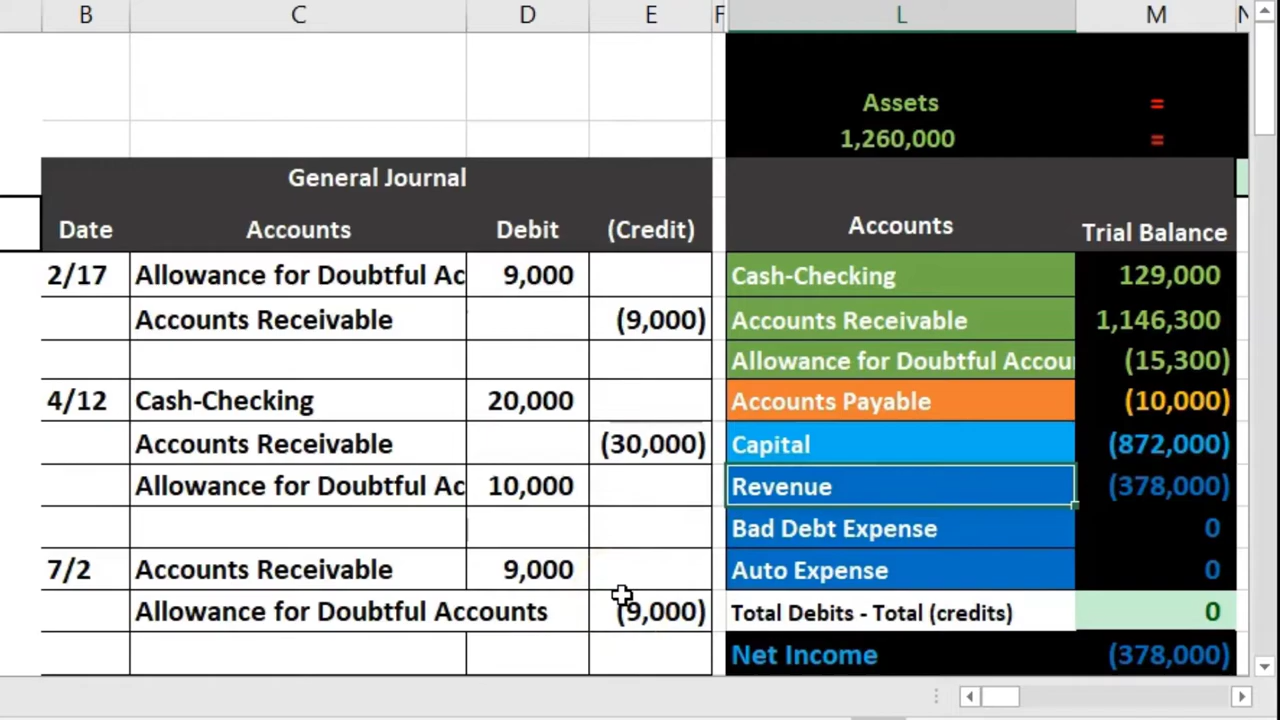 B C D E F L M N
Assets =
1,260,000 =
General Journal
Date Accounts Debit (Credit) Accounts Trial Balance
2/17 Allowance for Doubtful Ac 9,000 Cash-Checking 129,000
Accounts Receivable (9,000) Accounts Receivable 1,146,300
Allowance for Doubtful Accou (15,300)
4/12 Cash-Checking 20,000 Accounts Payable (10,000)
Accounts Receivable (30,000) Capital (872,000)
Allowance for Doubtful Ac 10,000 Revenue (378,000)
Bad Debt Expense 0
7/2 Accounts Receivable 9,000 Auto Expense 0
Allowance for Doubtful Accounts (9,000) Total Debits - Total (credits) 0
Net Income (378,000)